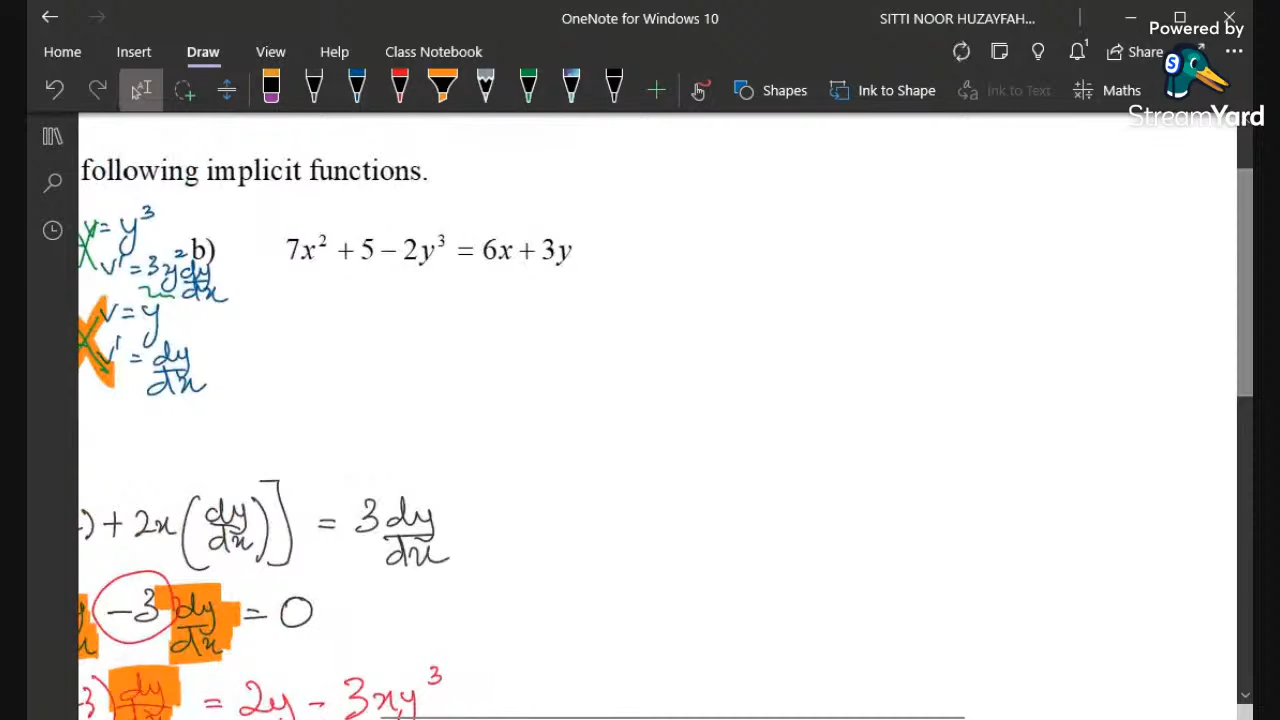 OneNote for Windows 10
SITTI NOOR HUZAYFAH...
Powered by
StreamYard
Home Insert Draw View Help Class Notebook
1
Share
Shapes Ink to Shape Ink to Text Maths
following implicit functions.
v = y³
v' = 3y² dy/dx
b) 7x² + 5 − 2y³ = 6x + 3y
v = y
v' = dy/dx
) + 2x (dy/dx)] = 3 dy/dx
−3 dy/dx = 0
3) dy/dx = 2y − 3xy³